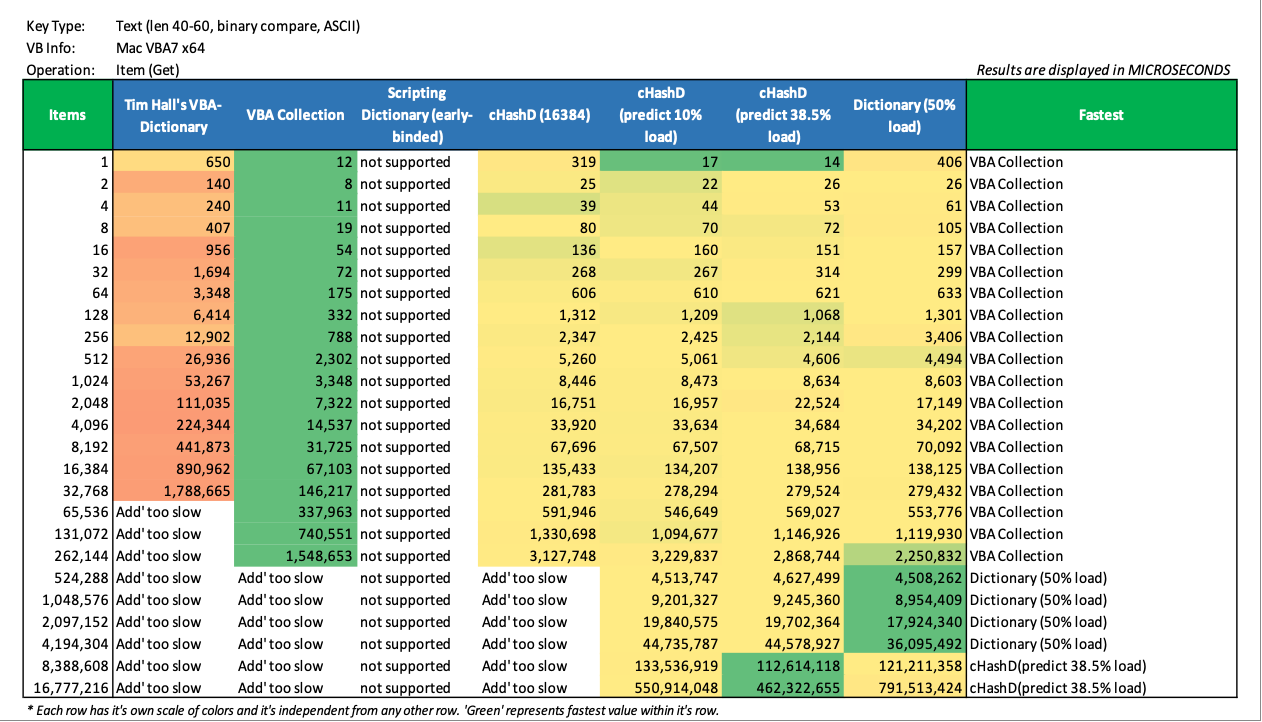 Key Type: Text (len 40-60, binary compare, ASCII)
VB Info: Mac VBA7 x64
Operation: Item (Get) Results are displayed in MICROSECONDS
Items Tim Hall's VBA-Dictionary VBA Collection Scripting Dictionary (early-binded) cHashD (16384) cHashD (predict 10% load) cHashD (predict 38.5% load) Dictionary (50% load) Fastest
1 650 12 not supported 319 17 14 406 VBA Collection
2 140 8 not supported 25 22 26 26 VBA Collection
4 240 11 not supported 39 44 53 61 VBA Collection
8 407 19 not supported 80 70 72 105 VBA Collection
16 956 54 not supported 136 160 151 157 VBA Collection
32 1,694 72 not supported 268 267 314 299 VBA Collection
64 3,348 175 not supported 606 610 621 633 VBA Collection
128 6,414 332 not supported 1,312 1,209 1,068 1,301 VBA Collection
256 12,902 788 not supported 2,347 2,425 2,144 3,406 VBA Collection
512 26,936 2,302 not supported 5,260 5,061 4,606 4,494 VBA Collection
1,024 53,267 3,348 not supported 8,446 8,473 8,634 8,603 VBA Collection
2,048 111,035 7,322 not supported 16,751 16,957 22,524 17,149 VBA Collection
4,096 224,344 14,537 not supported 33,920 33,634 34,684 34,202 VBA Collection
8,192 441,873 31,725 not supported 67,696 67,507 68,715 70,092 VBA Collection
16,384 890,962 67,103 not supported 135,433 134,207 138,956 138,125 VBA Collection
32,768 1,788,665 146,217 not supported 281,783 278,294 279,524 279,432 VBA Collection
65,536 Add' too slow 337,963 not supported 591,946 546,649 569,027 553,776 VBA Collection
131,072 Add' too slow 740,551 not supported 1,330,698 1,094,677 1,146,926 1,119,930 VBA Collection
262,144 Add' too slow 1,548,653 not supported 3,127,748 3,229,837 2,868,744 2,250,832 VBA Collection
524,288 Add' too slow Add' too slow not supported Add' too slow 4,513,747 4,627,499 4,508,262 Dictionary (50% load)
1,048,576 Add' too slow Add' too slow not supported Add' too slow 9,201,327 9,245,360 8,954,409 Dictionary (50% load)
2,097,152 Add' too slow Add' too slow not supported Add' too slow 19,840,575 19,702,364 17,924,340 Dictionary (50% load)
4,194,304 Add' too slow Add' too slow not supported Add' too slow 44,735,787 44,578,927 36,095,492 Dictionary (50% load)
8,388,608 Add' too slow Add' too slow not supported Add' too slow 133,536,919 112,614,118 121,211,358 cHashD(predict 38.5% load)
16,777,216 Add' too slow Add' too slow not supported Add' too slow 550,914,048 462,322,655 791,513,424 cHashD(predict 38.5% load)
* Each row has it's own scale of colors and it's independent from any other row. 'Green' represents fastest value within it's row.